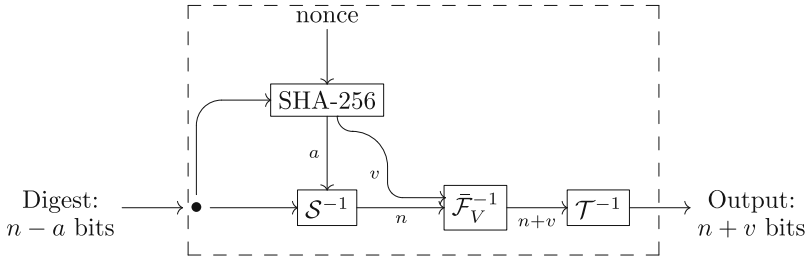 nonce
SHA-256
a
v
Digest:
n − a bits
𝒮⁻¹
n
ℱ̄_V⁻¹
n+v
𝒯⁻¹
Output:
n + v bits